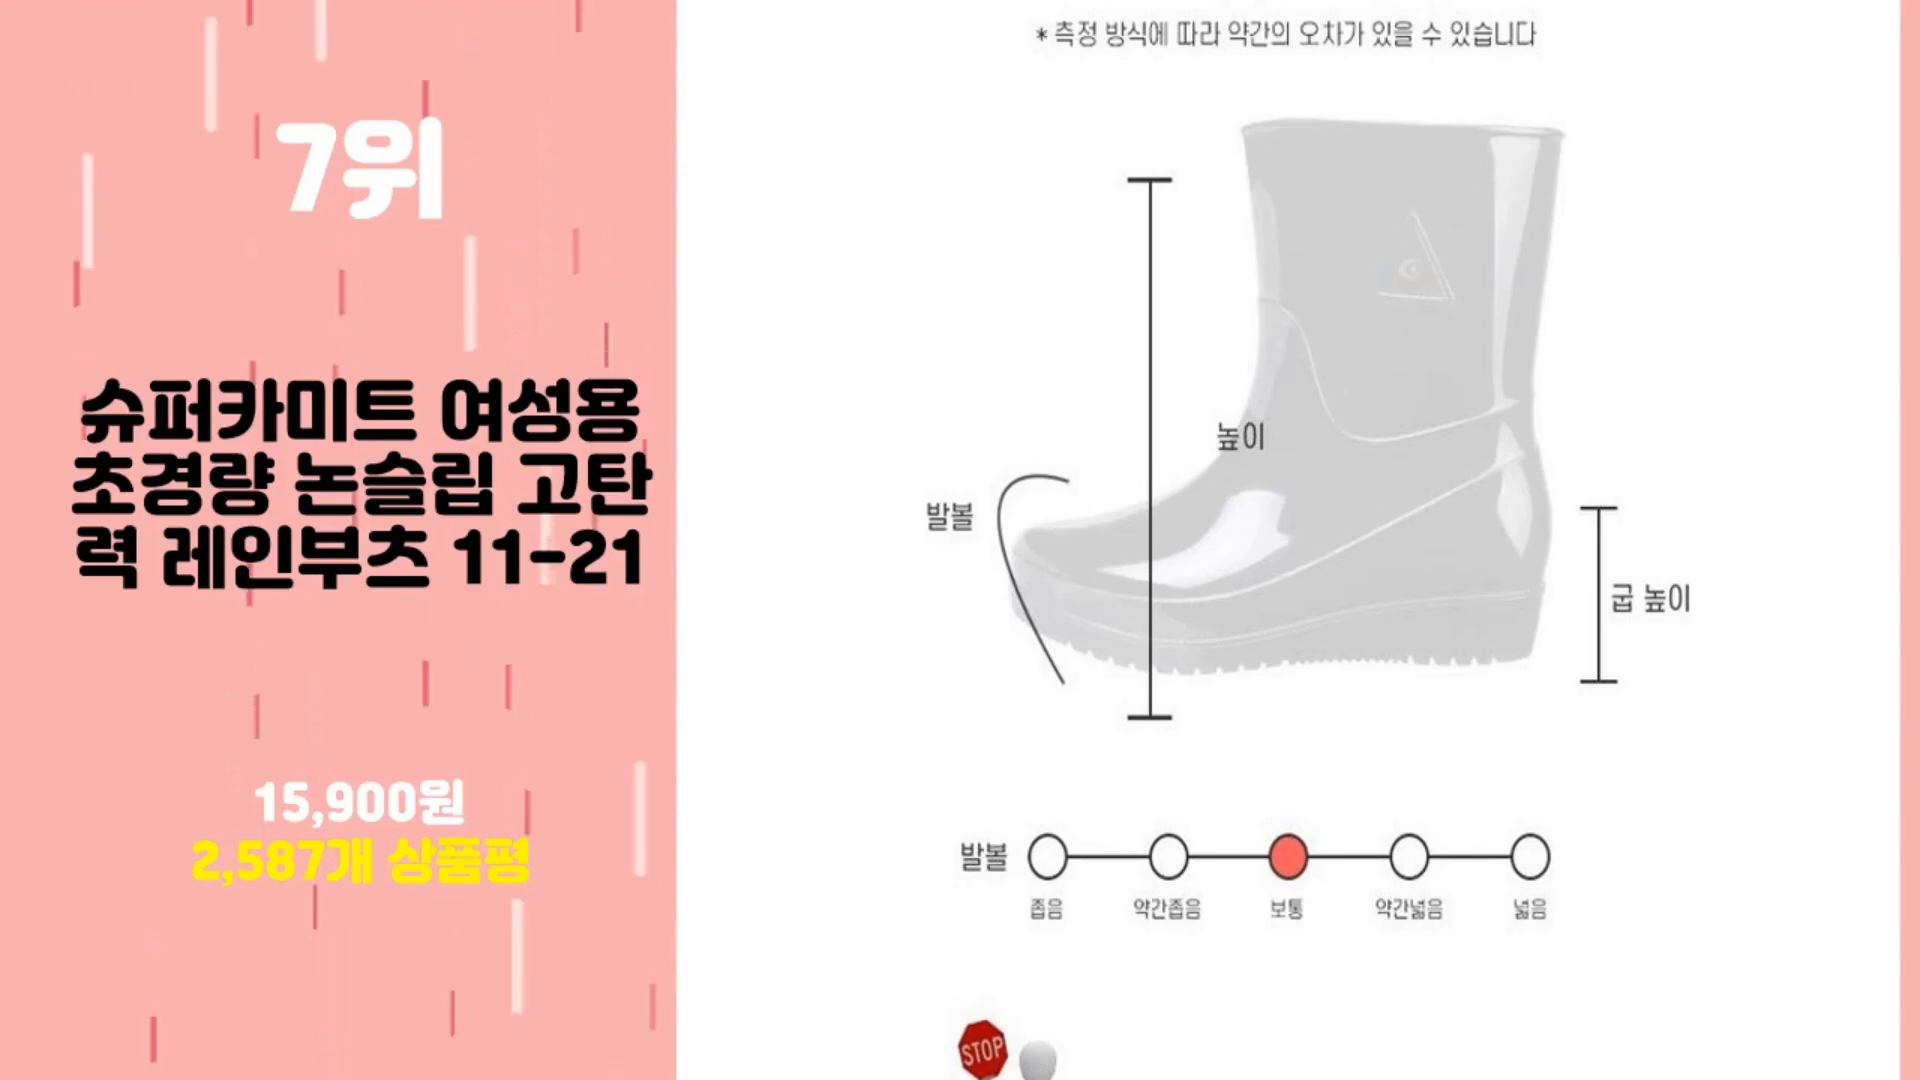 7위
슈퍼카미트 여성용
초경량 논슬립 고탄
력 레인부츠 11-21
15,900원
2,587개 상품평
* 측정 방식에 따라 약간의 오차가 있을 수 있습니다
높이
발볼
굽 높이
발볼
좁음 약간좁음 보통 약간넓음 넓음
STOP